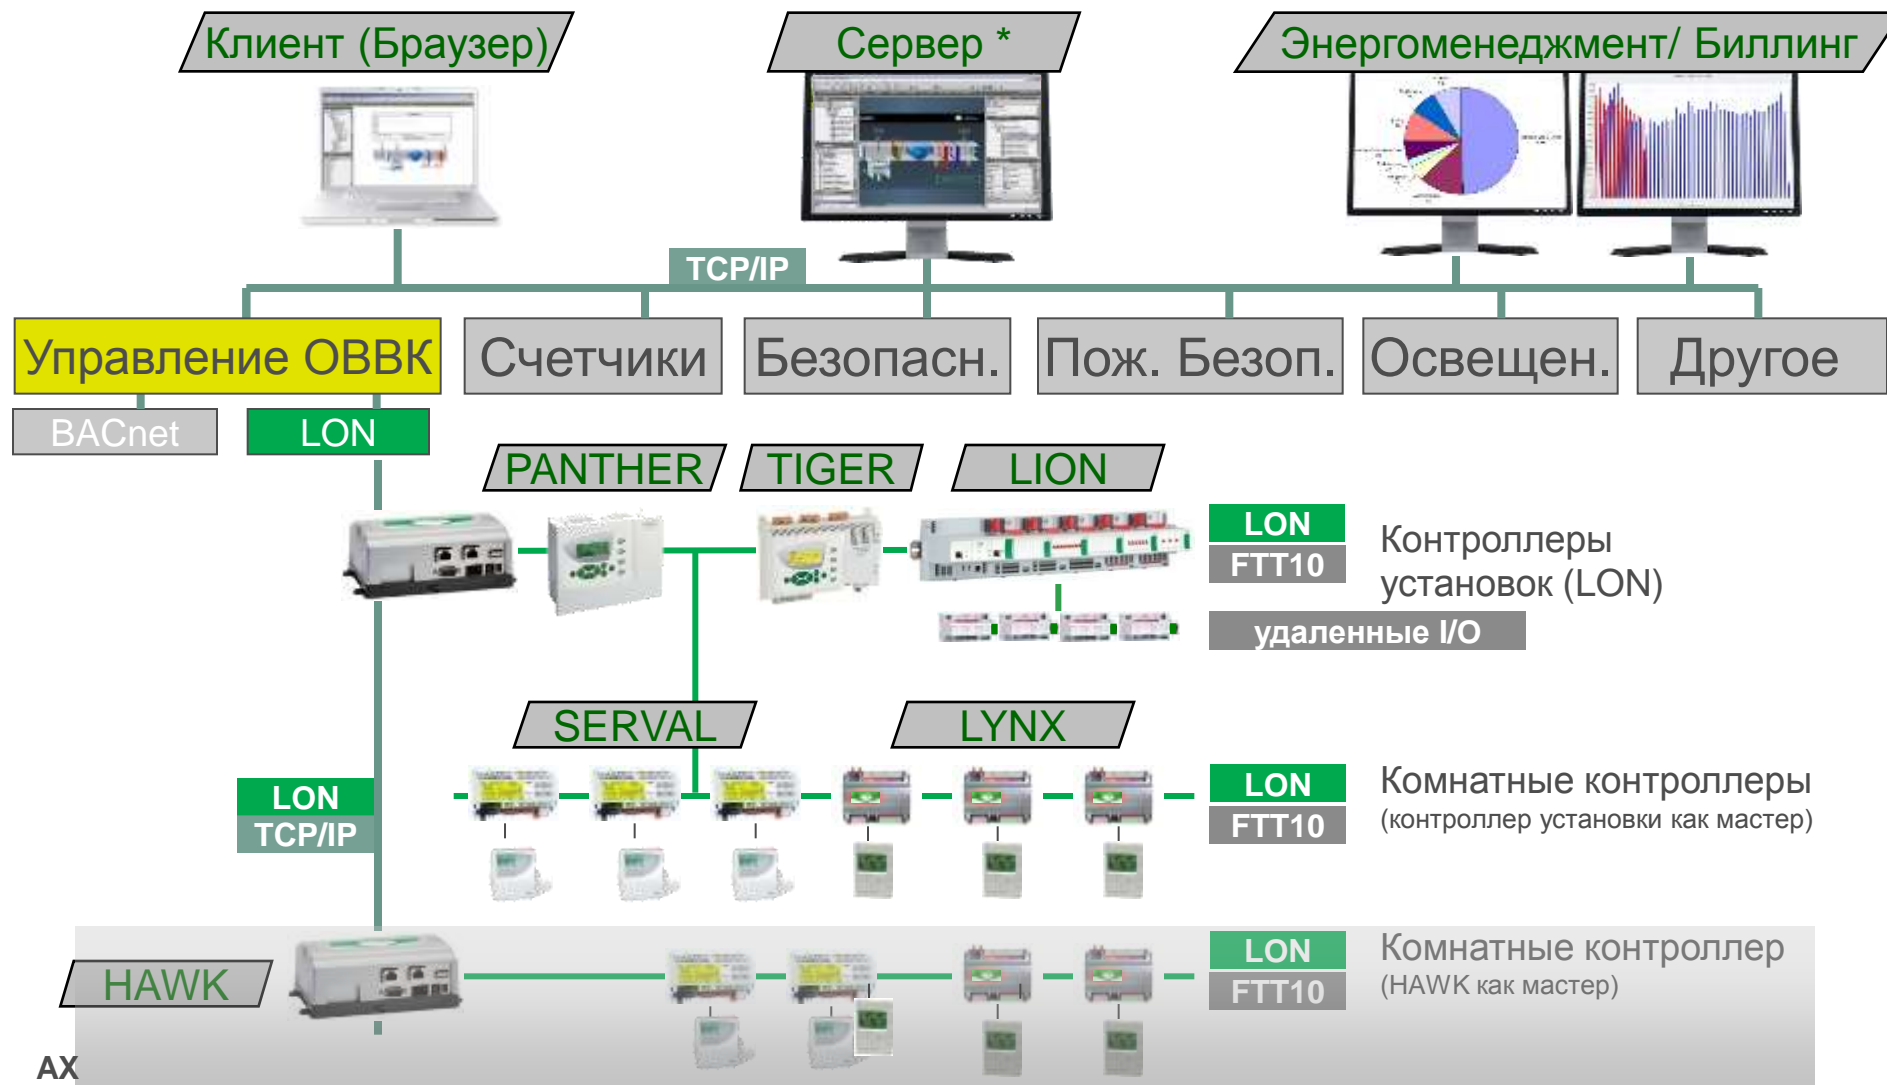 Клиент (Браузер)
Сервер *
Энергоменеджмент/ Биллинг
TCP/IP
Управление ОВВК
Счетчики
Безопасн.
Пож. Безоп.
Освещен.
Другое
BACnet
LON
PANTHER
TIGER
LION
LON
FTT10
Контроллеры
установок (LON)
удаленные I/O
SERVAL
LYNX
LON
TCP/IP
LON
FTT10
Комнатные контроллеры
(контроллер установки как мастер)
HAWK
LON
FTT10
Комнатные контроллер
(HAWK как мастер)
AX